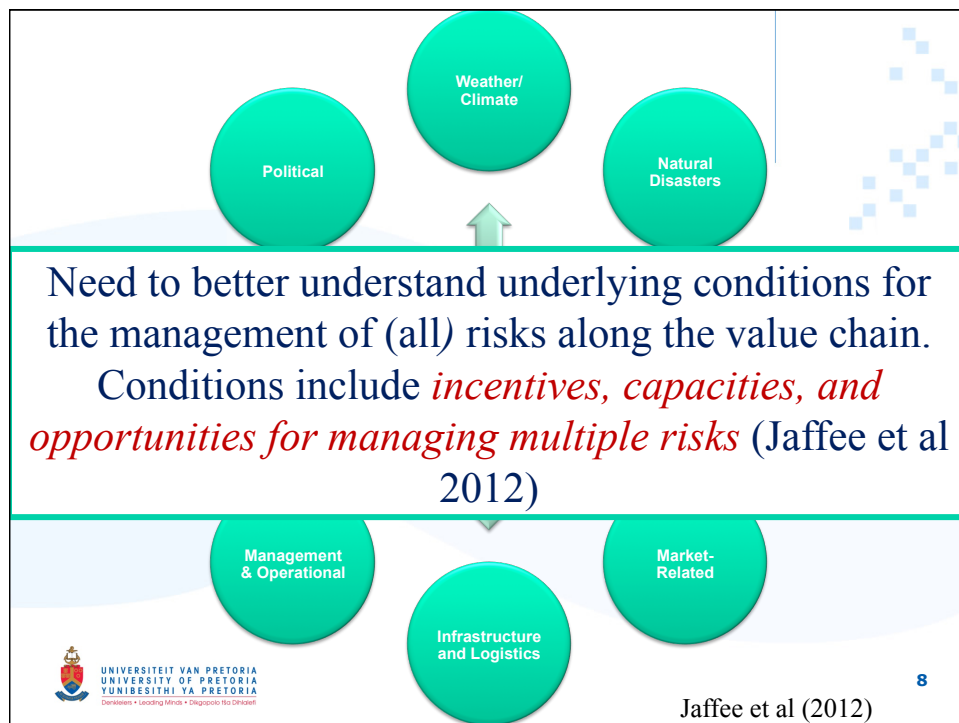 Weather/
Climate
Political
Natural
Disasters
Need to better understand underlying conditions for
the management of (all) risks along the value chain.
Conditions include incentives, capacities, and
opportunities for managing multiple risks (Jaffee et al
2012)
Management
& Operational
Market-
Related
Infrastructure
and Logistics
UNIVERSITEIT VAN PRETORIA
UNIVERSITY OF PRETORIA
YUNIBESITHI YA PRETORIA
Denkleiers • Leading Minds • Dikgopolo tša Dihlalefi
8
Jaffee et al (2012)